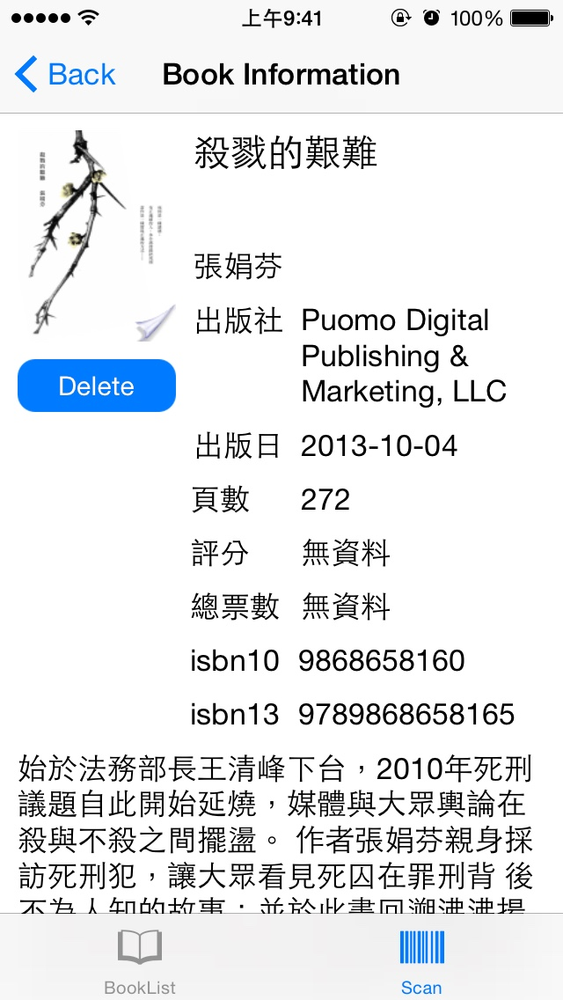 上午9:41
100%
Back
Book Information
殺戮的艱難
張娟芬
出版社 Puomo Digital
Publishing &
Marketing, LLC
Delete
出版日 2013-10-04
頁數 272
評分 無資料
總票數 無資料
isbn10 9868658160
isbn13 9789868658165
始於法務部長王清峰下台，2010年死刑
議題自此開始延燒，媒體與大眾輿論在
殺與不殺之間擺盪。 作者張娟芬親身採
訪死刑犯，讓大眾看見死囚在罪刑背 後
不為人知的故事；並於此書回溯沸沸揚
BookList
Scan